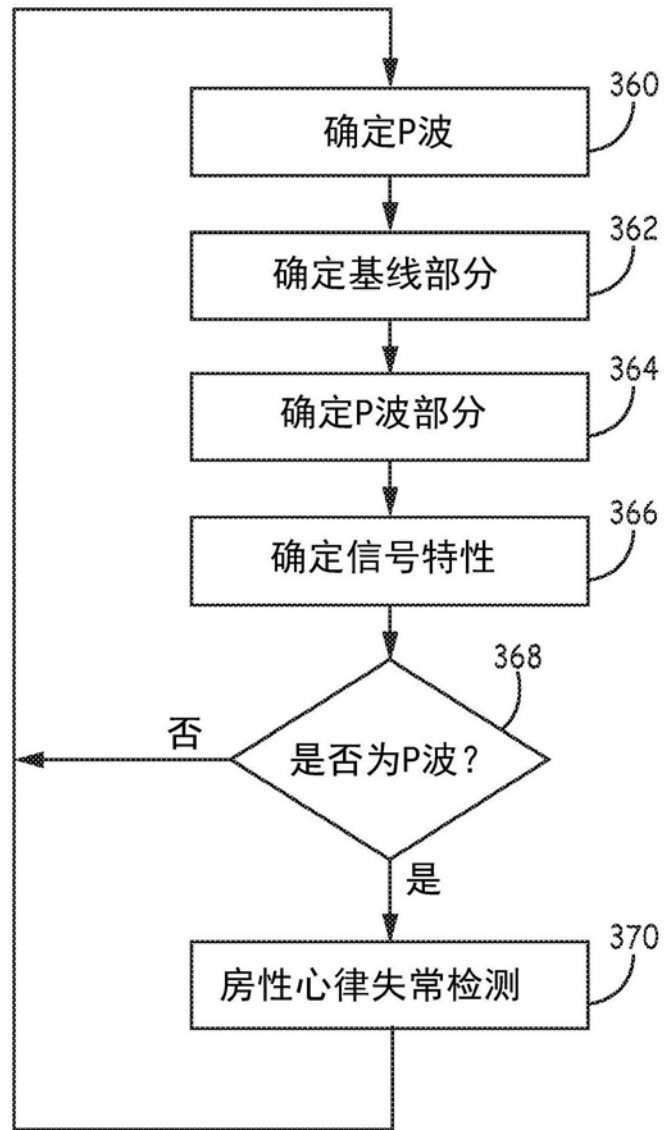 360
确定P波
362
确定基线部分
364
确定P波部分
366
确定信号特性
368
否
是否为P波?
是
370
房性心律失常检测